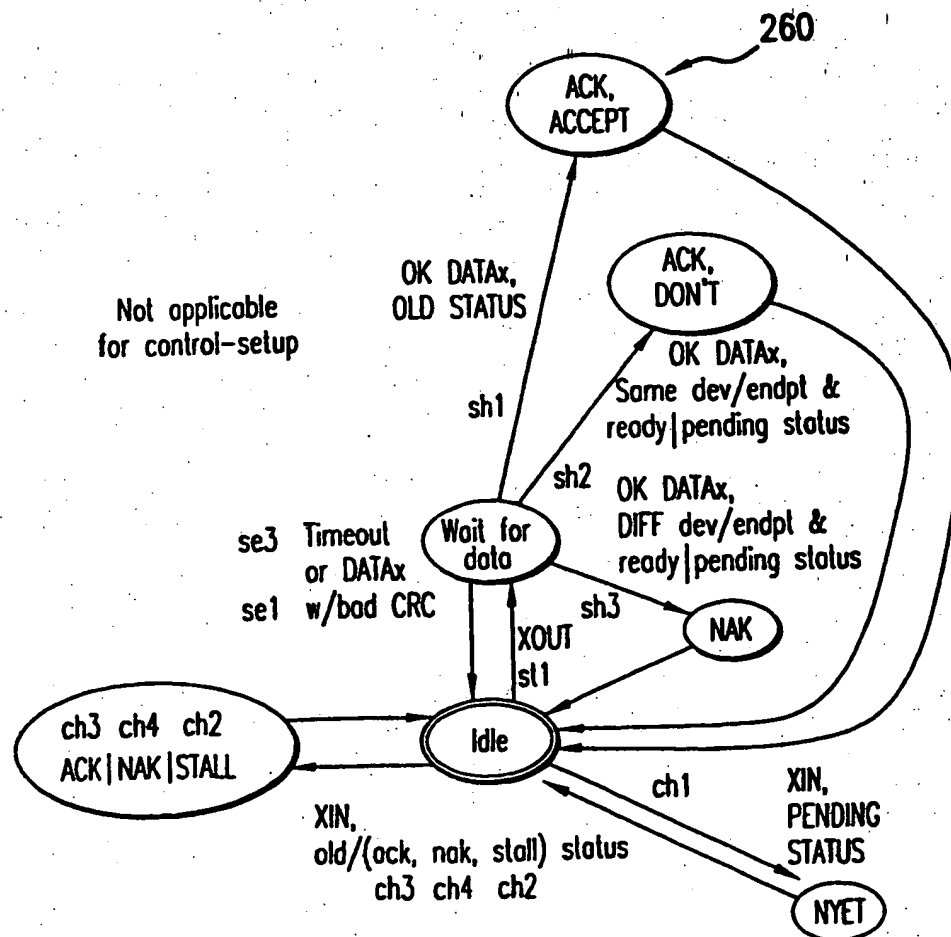 260
ACK,
ACCEPT
OK DATAx,
OLD STATUS
Not applicable
for control-setup
ACK,
DON'T
OK DATAx,
Same dev/endpt &
ready|pending status
sh1
sh2
OK DATAx,
DIFF dev/endpt &
ready|pending status
Wait for
data
se3 Timeout
or DATAx
se1 w/bad CRC
sh3
NAK
XOUT
st1
Idle
ch3 ch4 ch2
ACK|NAK|STALL
ch1
XIN,
PENDING
STATUS
XIN,
old/(ack, nak, stall) status
ch3 ch4 ch2
NYET